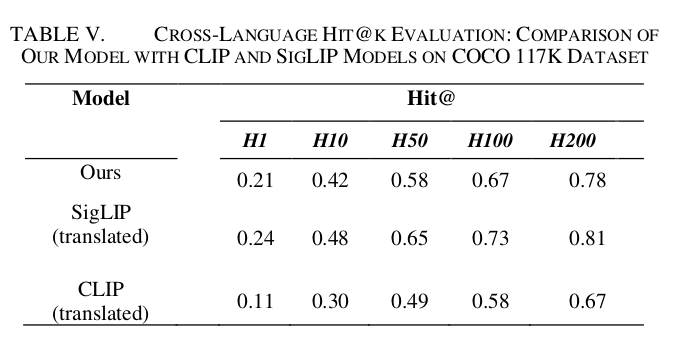 TABLE V. CROSS-LANGUAGE HIT@K EVALUATION: COMPARISON OF
OUR MODEL WITH CLIP AND SIGLIP MODELS ON COCO 117K DATASET
Model Hit@
H1 H10 H50 H100 H200
Ours 0.21 0.42 0.58 0.67 0.78
SigLIP
(translated) 0.24 0.48 0.65 0.73 0.81
CLIP
(translated) 0.11 0.30 0.49 0.58 0.67